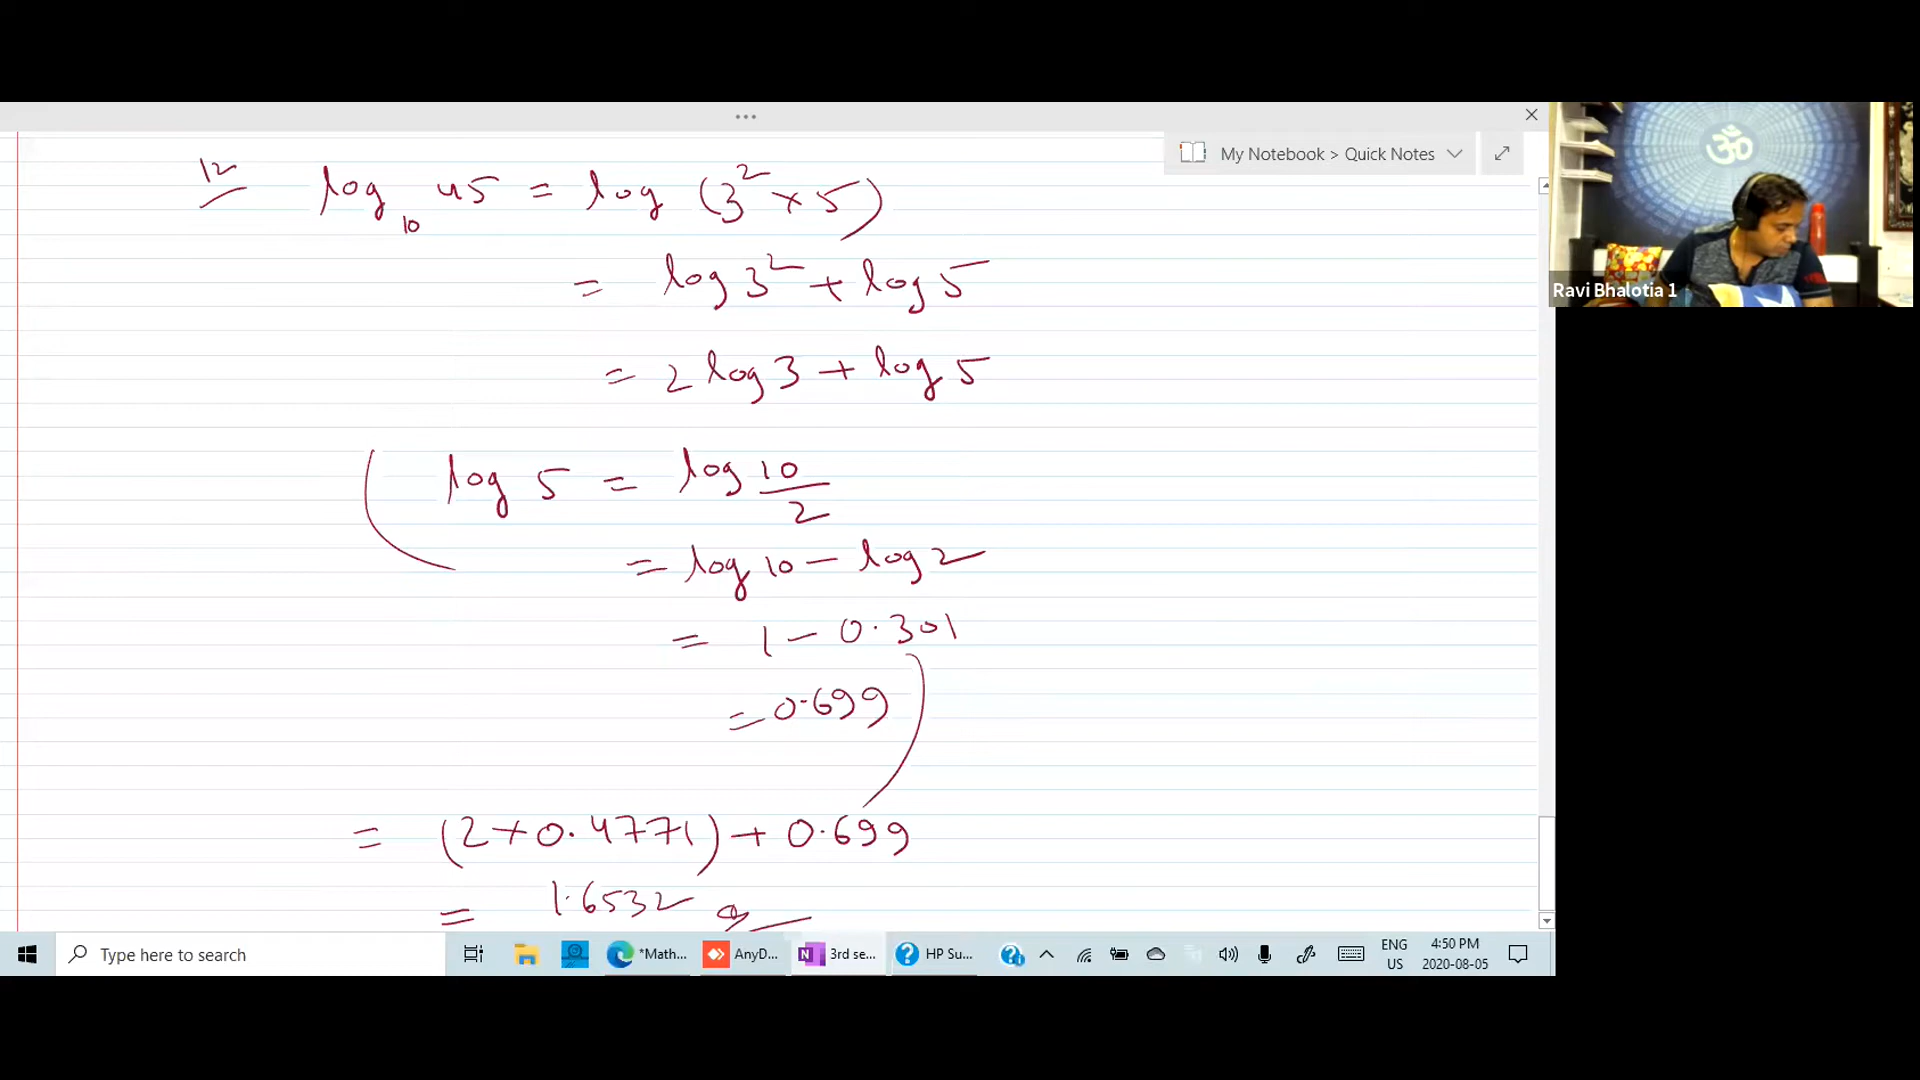 ...
My Notebook > Quick Notes
12 log₁₀ 45 = log (3² × 5)
= log 3² + log 5
= 2 log 3 + log 5
log 5 = log 10/2
= log 10 − log 2
= 1 − 0.301
= 0.699
= (2 × 0.4771) + 0.699
= 1.6532
Ravi Bhalotia 1
Type here to search
*Math...
AnyD...
3rd se...
HP Su...
ENG
US
4:50 PM
2020-08-05